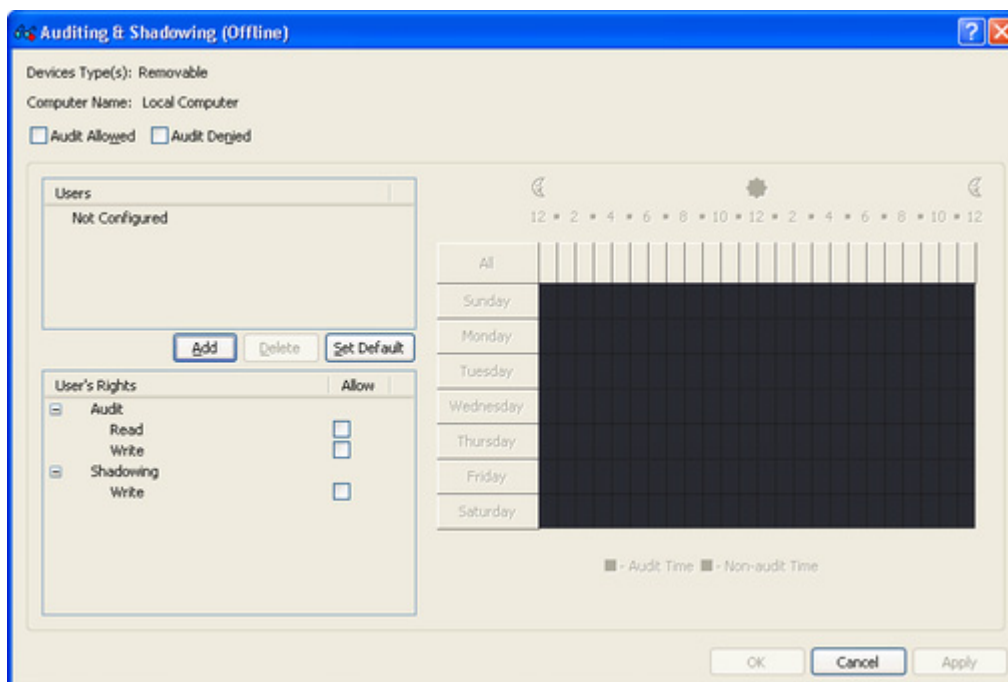 Auditing & Shadowing (Offline)
Devices Type(s): Removable
Computer Name: Local Computer
Audit Allowed Audit Denied
Users
Not Configured
Add Delete Set Default
User's Rights Allow
Audit
Read
Write
Shadowing
Write
12 • 2 • 4 • 6 • 8 • 10 • 12 • 2 • 4 • 6 • 8 • 10 • 12
All
Sunday
Monday
Tuesday
Wednesday
Thursday
Friday
Saturday
- Audit Time - Non-audit Time
OK Cancel Apply